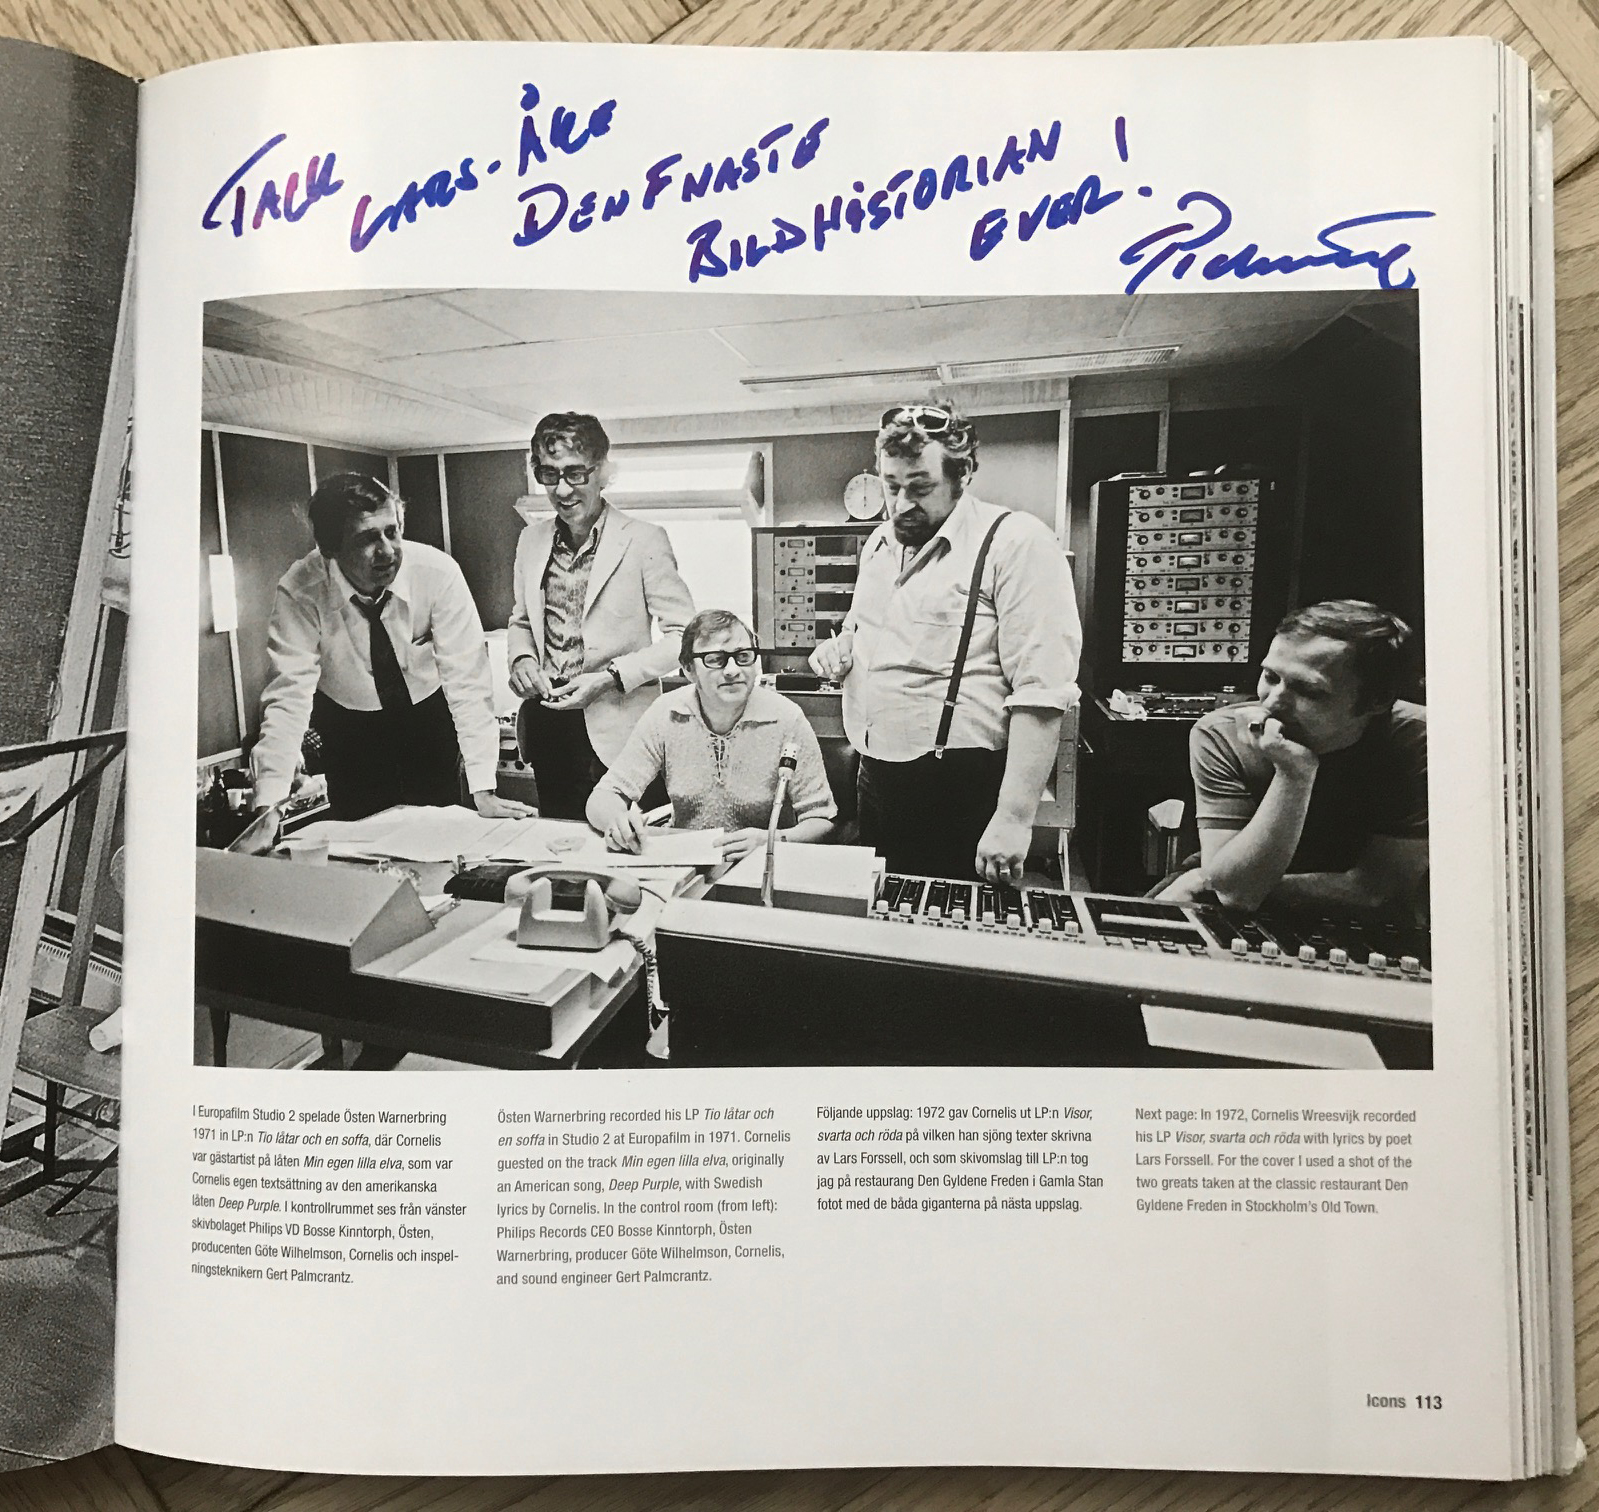 TACK LARS-ÅKE
DEN FNASTE
BILDHISTORIAN I
EVER!
I Europafilm Studio 2 spelade Östen Warnerbring
1971 in LP:n Tio låtar och en soffa, där Cornelis
var gästartist på låten Min egen lilla elva, som var
Cornelis egen textsättning av den amerikanska
låten Deep Purple. I kontrollrummet ses från vänster
skivbolaget Philips VD Bosse Kinntorph, Östen,
producenten Göte Wilhelmson, Cornelis och inspel-
ningsteknikern Gert Palmcrantz.
Östen Warnerbring recorded his LP Tio låtar och
en soffa in Studio 2 at Europafilm in 1971. Cornelis
guested on the track Min egen lilla elva, originally
an American song, Deep Purple, with Swedish
lyrics by Cornelis. In the control room (from left):
Philips Records CEO Bosse Kinntorph, Östen
Warnerbring, producer Göte Wilhelmson, Cornelis,
and sound engineer Gert Palmcrantz.
Följande uppslag: 1972 gav Cornelis ut LP:n Visor,
svarta och röda på vilken han sjöng texter skrivna
av Lars Forssell, och som skivomslag till LP:n tog
jag på restaurang Den Gyldene Freden i Gamla Stan
fotot med de båda giganterna på nästa uppslag.
Next page: In 1972, Cornelis Wreesvijk recorded
his LP Visor, svarta och röda with lyrics by poet
Lars Forssell. For the cover I used a shot of the
two greats taken at the classic restaurant Den
Gyldene Freden in Stockholm's Old Town.
Icons 113